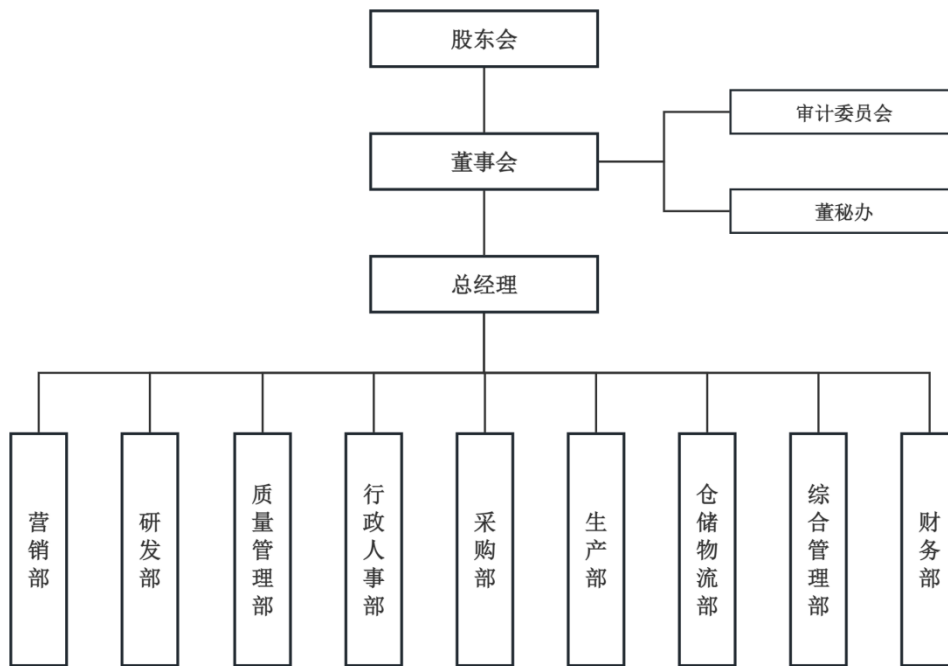 股东会
审计委员会
董事会
董秘办
总经理
营销部
研发部
质量管理部
行政人事部
采购部
生产部
仓储物流部
综合管理部
财务部